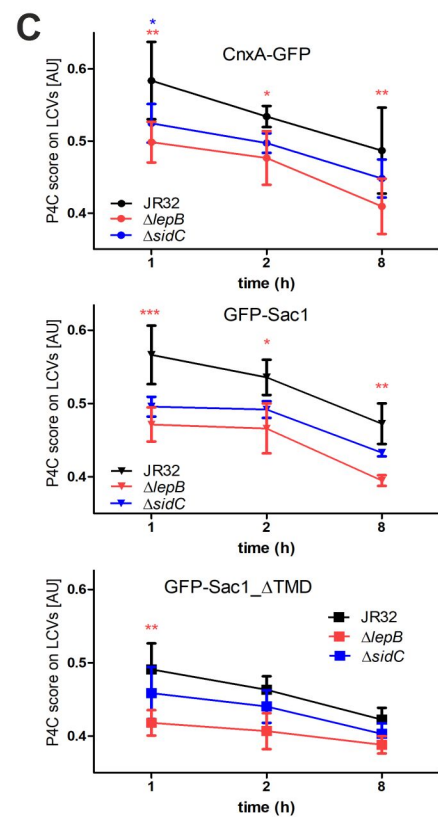 C
CnxA-GFP
*
**
*
**
P4C score on LCVs [AU]
0.6
0.5
0.4
JR32
ΔlepB
ΔsidC
1
2
8
time (h)
GFP-Sac1
***
*
**
P4C score on LCVs [AU]
0.6
0.5
0.4
JR32
ΔlepB
ΔsidC
1
2
8
time (h)
GFP-Sac1_ΔTMD
**
P4C score on LCVs [AU]
0.6
0.5
0.4
JR32
ΔlepB
ΔsidC
1
2
8
time (h)